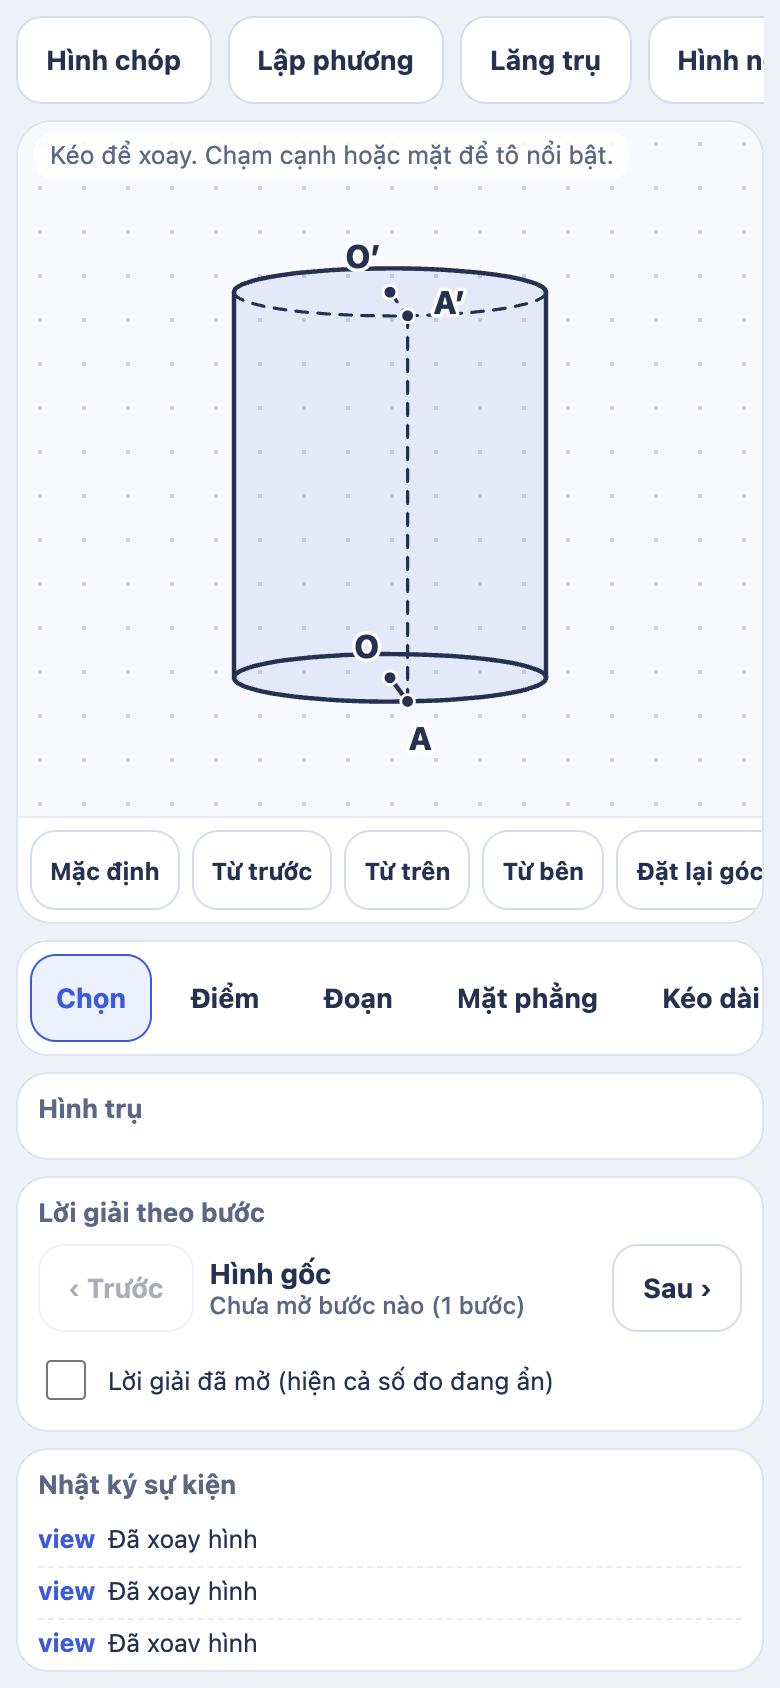 Hình chóp Lập phương Lăng trụ Hình n
Kéo để xoay. Chạm cạnh hoặc mặt để tô nổi bật.
O′
A′
O
A
Mặc định Từ trước Từ trên Từ bên Đặt lại góc
Chọn Điểm Đoạn Mặt phẳng Kéo dài
Hình trụ
Lời giải theo bước
‹ Trước Hình gốc Sau ›
Chưa mở bước nào (1 bước)
Lời giải đã mở (hiện cả số đo đang ẩn)
Nhật ký sự kiện
view Đã xoay hình
view Đã xoay hình
view Đã xoay hình